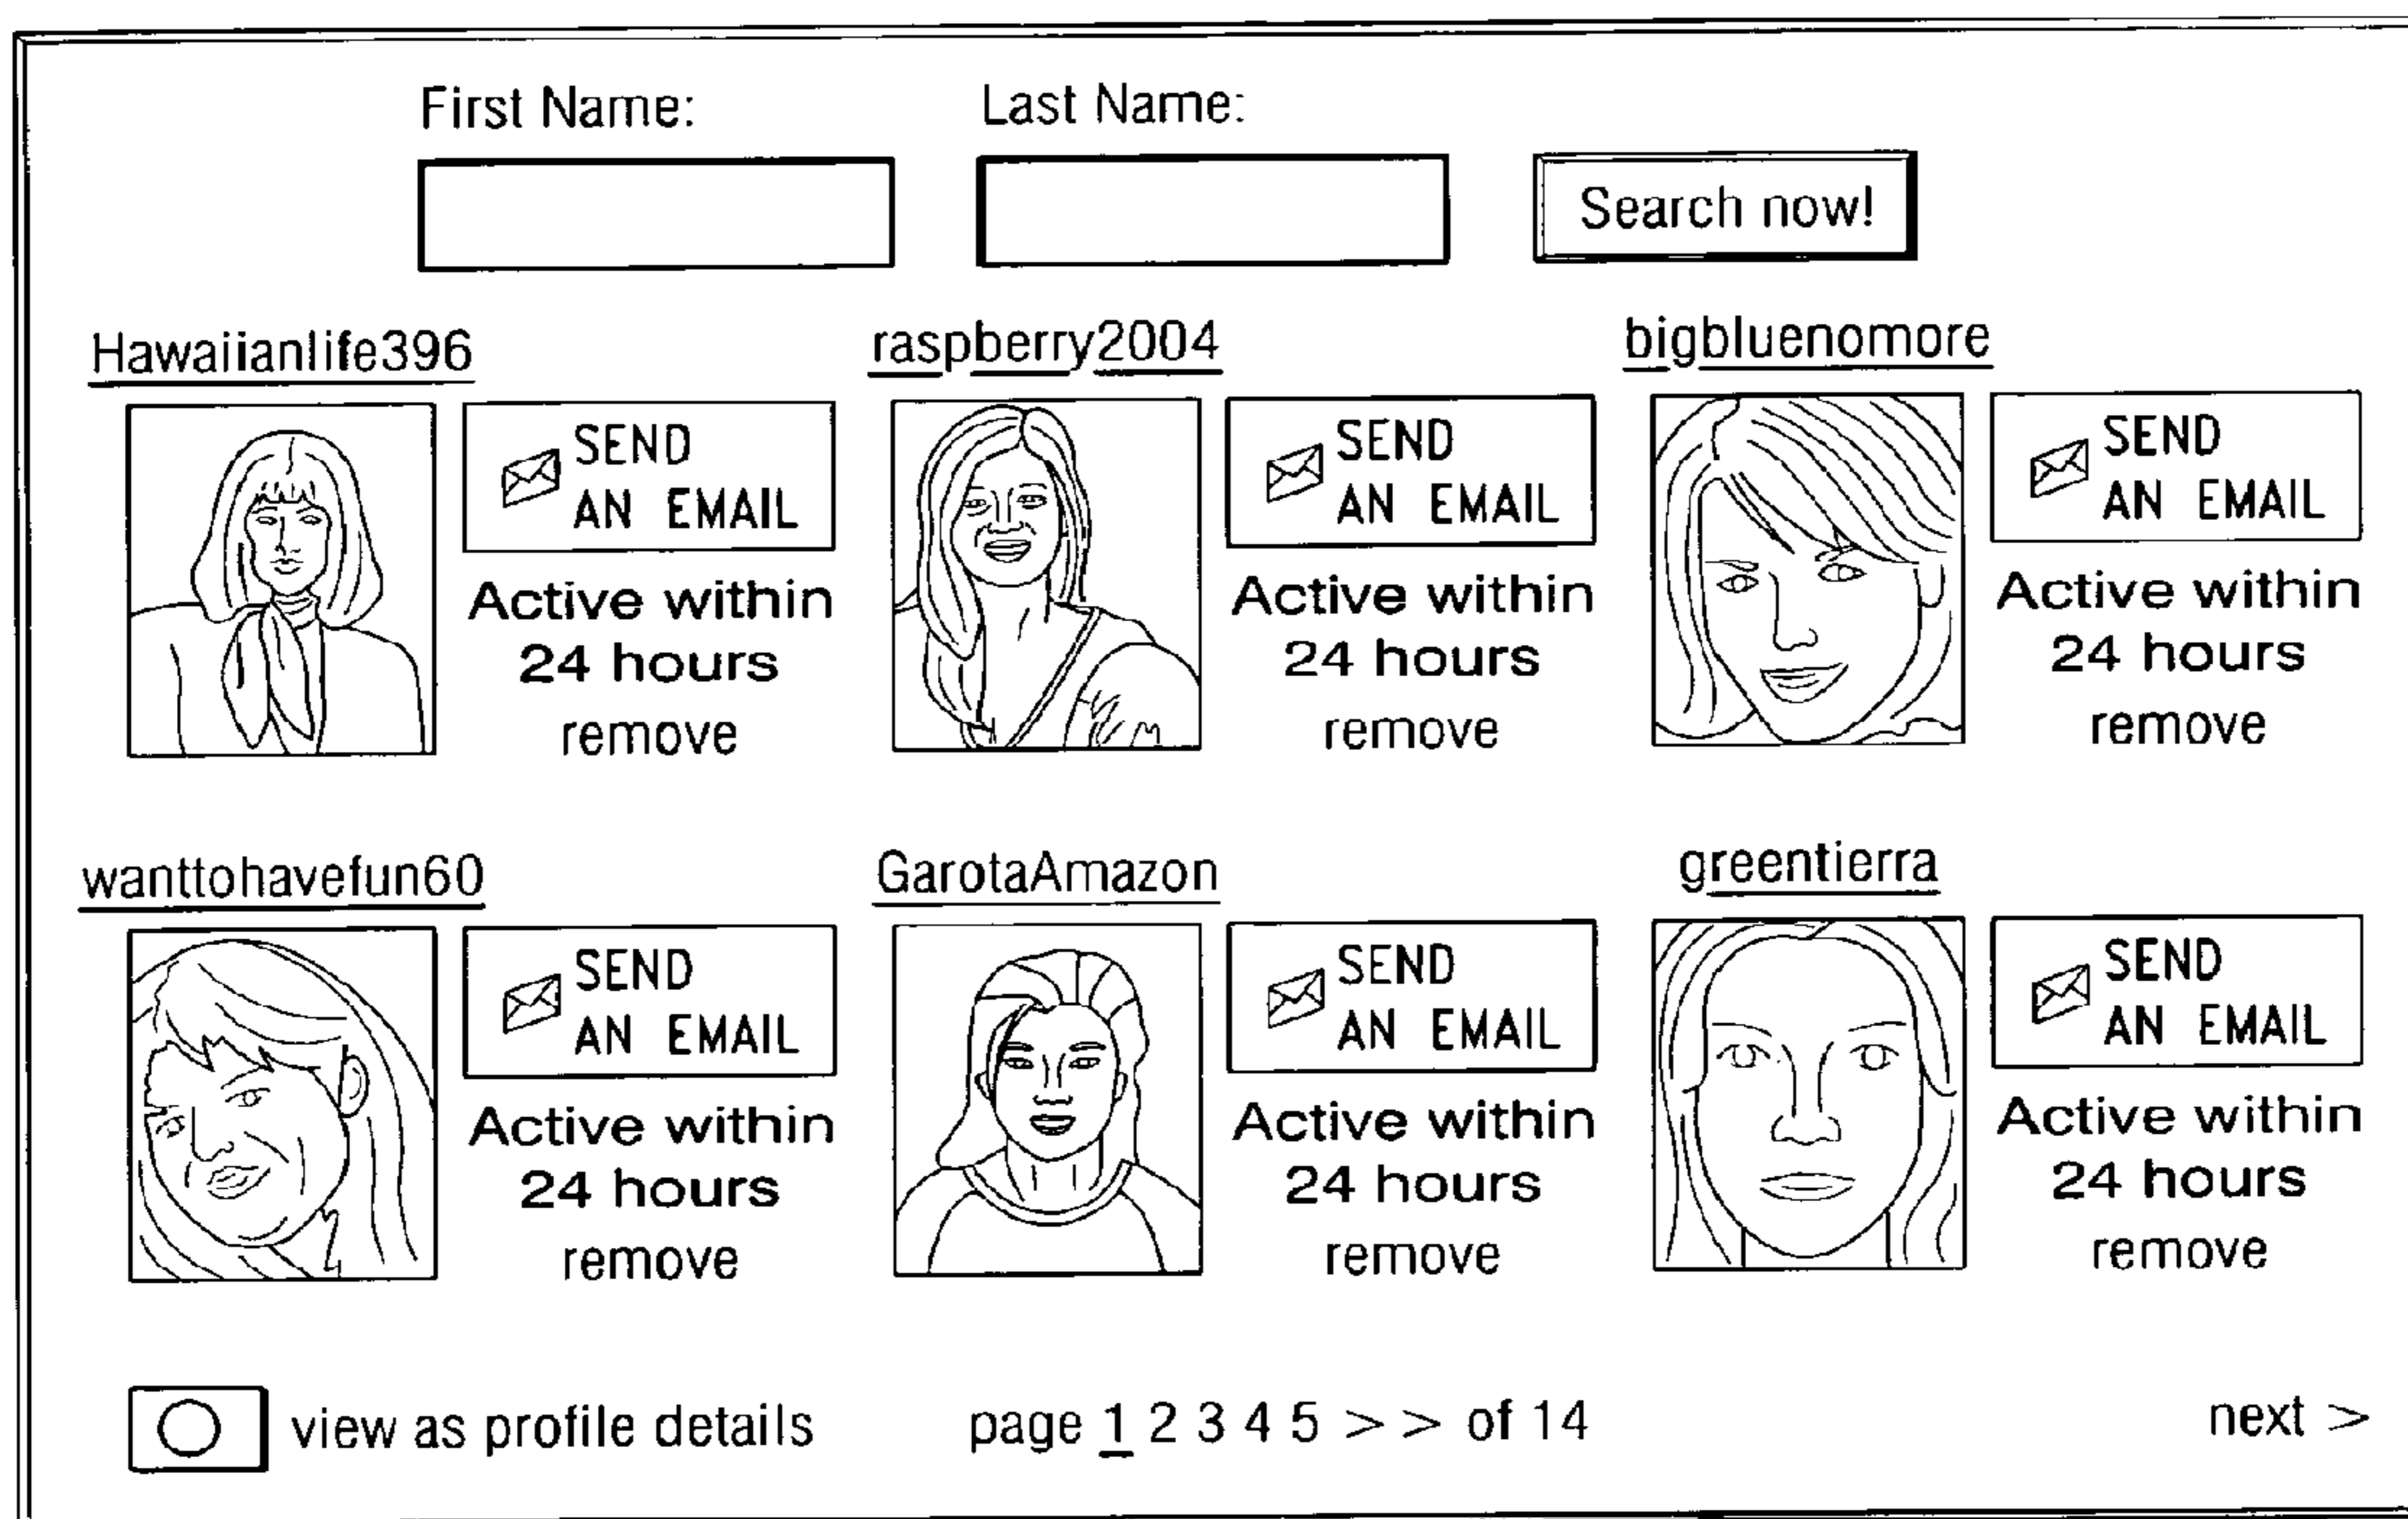 First Name: Last Name:
Search now!
Hawaiianlife396 raspberry2004 bigbluenomore
SEND SEND SEND
AN EMAIL AN EMAIL AN EMAIL
Active within Active within Active within
24 hours 24 hours 24 hours
remove remove remove
wanttohavefun60 GarotaAmazon greentierra
SEND SEND SEND
AN EMAIL AN EMAIL AN EMAIL
Active within Active within Active within
24 hours 24 hours 24 hours
remove remove remove
view as profile details page 1 2 3 4 5 > > of 14 next >